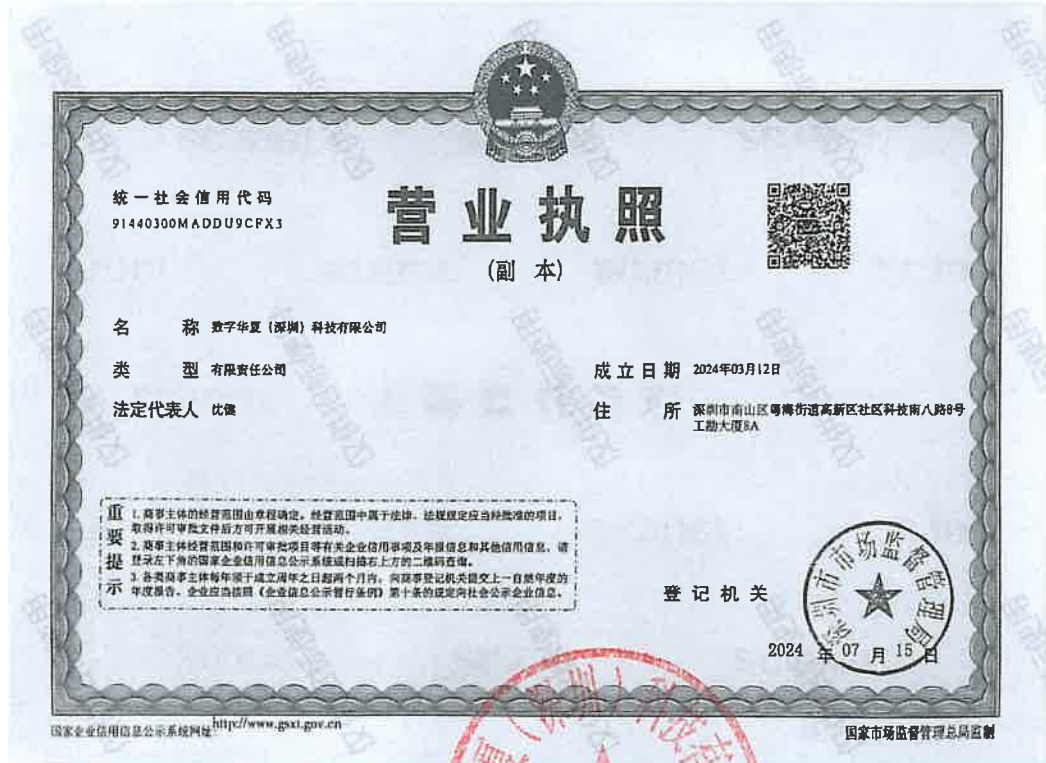 统一社会信用代码
91440300MADDU9CFX3
营业执照
(副 本)
名 称 数字华夏（深圳）科技有限公司
类 型 有限责任公司
成立日期 2024年03月12日
法定代表人
住 所 深圳市南山区粤海街道高新区社区科技南八路8号
工勘大厦8A
重要提示
1. 商事主体的经营范围由章程确定。经营范围中属于法律、法规规定应当经批准的项目，
取得许可审批文件后方可开展相关经营活动。
2. 商事主体经营范围和许可审批项目等有关企业信用事项及年报信息和其他信用信息，请
登录左下角的国家企业信用信息公示系统或扫描右上方的二维码查询。
3. 各类商事主体每年须于成立周年之日起两个月内，向商事登记机关提交上一自然年度的
年度报告。企业应当按照《企业信息公示暂行条例》第十条的规定向社会公示企业信息。
登记机关
深圳市市场监督管理局
2024 年 07 月 15 日
夏（深圳）科技有
国家企业信用信息公示系统网址 http://www.gsxt.gov.cn
国家市场监督管理总局监制